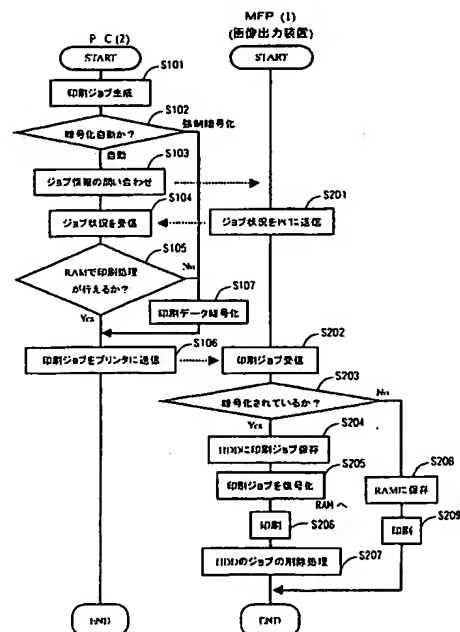 PC(2)
MFP (1)
(画像出力装置)
START
START
S101
印刷ジョブ生成
S102
暗号化自動か?
強制暗号化
自動
S103
ジョブ情報の問い合わせ
S104
S201
ジョブ状況を受信
ジョブ状況をPCに送信
S105
RAMで印刷処理
が行えるか?
No
S107
印刷データ暗号化
Yes
S106
S202
印刷ジョブをプリンタに送信
印刷ジョブ受信
S203
暗号化されているか?
No
Yes
S204
HDDに印刷ジョブ保存
S205
S208
印刷ジョブを復号化
RAMへ
RAMに保存
S209
印刷
S206
印刷
S207
HDDのジョブの削除処理
END
END